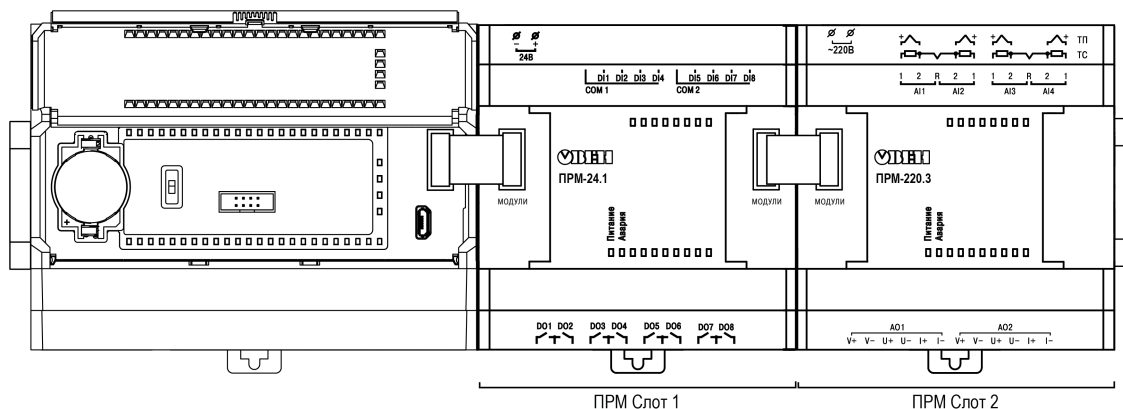 – +
24В
DI1 DI2 DI3 DI4 DI5 DI6 DI7 DI8
COM 1 COM 2
~220В
+ + + + ТП
ТС
1 2 R 2 1 1 2 R 2 1
AI1 AI2 AI3 AI4
ОВЕН
ПРМ-24.1
ОВЕН
ПРМ-220.3
МОДУЛИ МОДУЛИ МОДУЛИ
Питание
Авария
Питание
Авария
+
DO1 DO2 DO3 DO4 DO5 DO6 DO7 DO8
AO1 AO2
V+ V– U+ U– I+ I– V+ V– U+ U– I+ I–
ПРМ Слот 1 ПРМ Слот 2